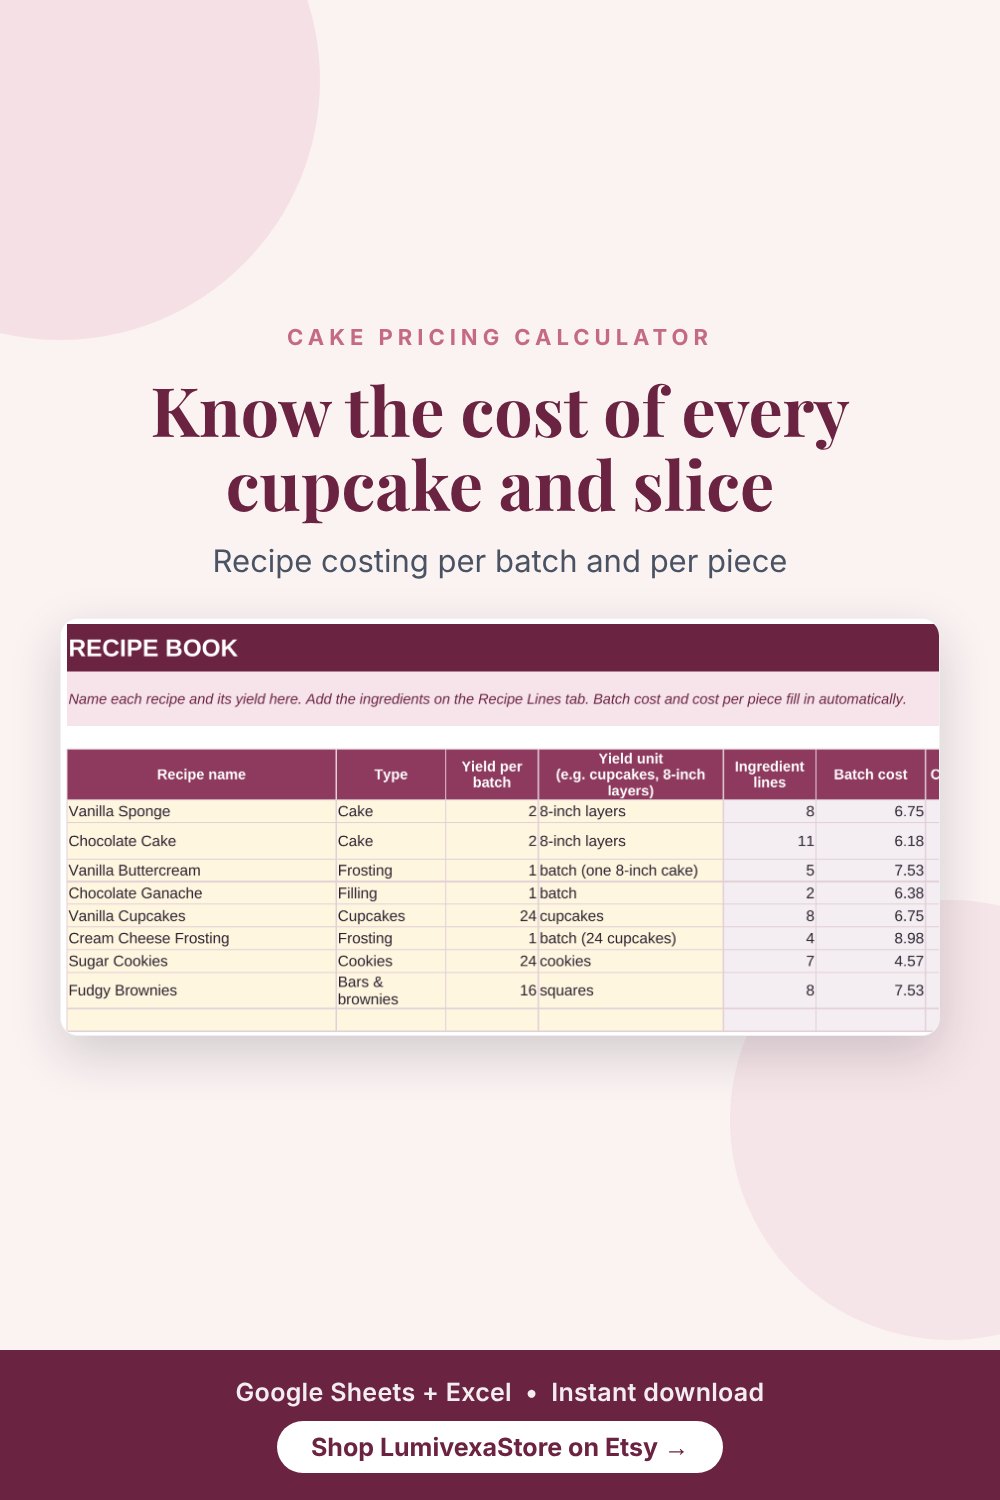 CAKE PRICING CALCULATOR
Know the cost of every
cupcake and slice
Recipe costing per batch and per piece
RECIPE BOOK
Name each recipe and its yield here. Add the ingredients on the Recipe Lines tab. Batch cost and cost per piece fill in automatically.
Recipe name Type Yield per batch Yield unit (e.g. cupcakes, 8-inch layers) Ingredient lines Batch cost C
Vanilla Sponge Cake 2 8-inch layers 8 6.75
Chocolate Cake Cake 2 8-inch layers 11 6.18
Vanilla Buttercream Frosting 1 batch (one 8-inch cake) 5 7.53
Chocolate Ganache Filling 1 batch 2 6.38
Vanilla Cupcakes Cupcakes 24 cupcakes 8 6.75
Cream Cheese Frosting Frosting 1 batch (24 cupcakes) 4 8.98
Sugar Cookies Cookies 24 cookies 7 4.57
Fudgy Brownies Bars & brownies 16 squares 8 7.53
Google Sheets + Excel • Instant download
Shop LumivexaStore on Etsy →